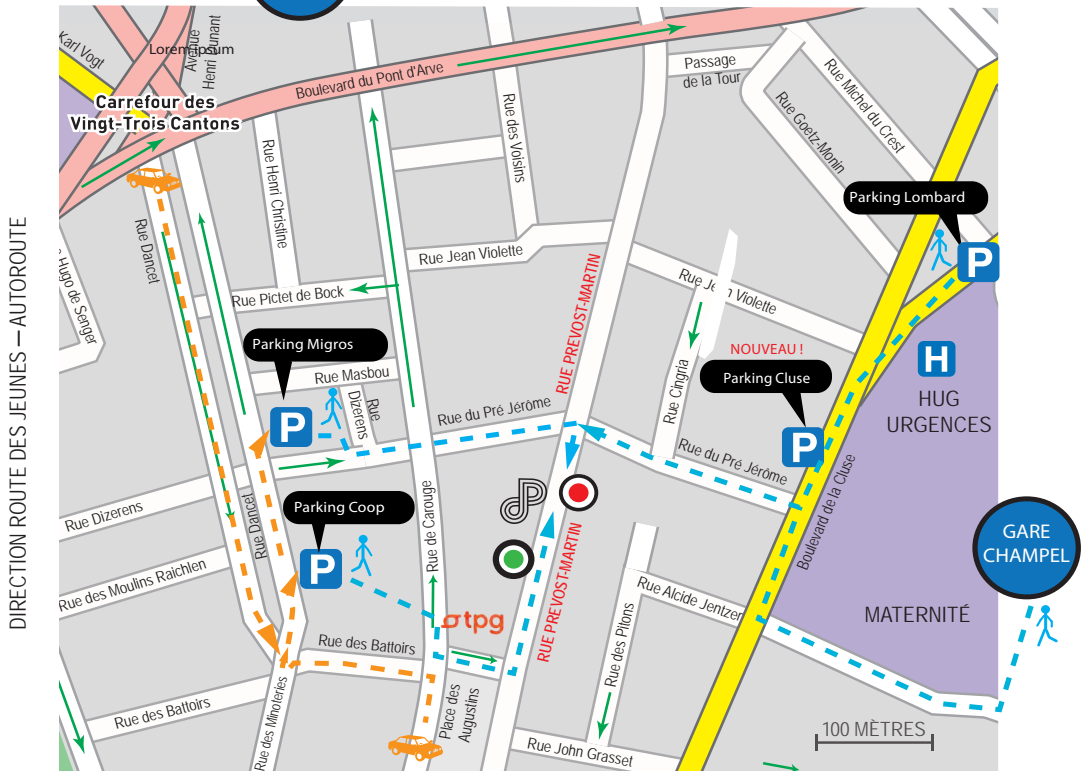 Karl Vogt
Lorem ipsum
Avenue
Henri Dunant
Carrefour des
Vingt-Trois Cantons
Boulevard du Pont d'Arve
Passage
de la Tour
Rue Michel du Crest
Rue Goetz-Monin
Rue des Voisins
Rue Henri Christine
Parking Lombard
P
Rue Dancet
Hugo de Senger
Rue Jean Violette
Rue Pictet de Bock
Rue Jean Violette
RUE PREVOST-MARTIN
DIRECTION ROUTE DES JEUNES – AUTOROUTE
Parking Migros
P
Rue Masbou
Rue
Dizerens
Rue du Pré Jérôme
Rue Cingria
NOUVEAU !
Parking Cluse
P
H
HUG
URGENCES
Rue du Pré Jérôme
Boulevard de la Cluse
Rue Dizerens
Rue Dancet
Parking Coop
P
Rue de Carouge
GARE
CHAMPEL
Rue des Moulins Raichlen
tpg
RUE PREVOST-MARTIN
Rue Alcide Jentzer
MATERNITÉ
Rue des Battoirs
Rue des Pitons
Rue des Battoirs
Rue des Minoteries
Place des
Augustins
Rue John Grasset
100 MÈTRES